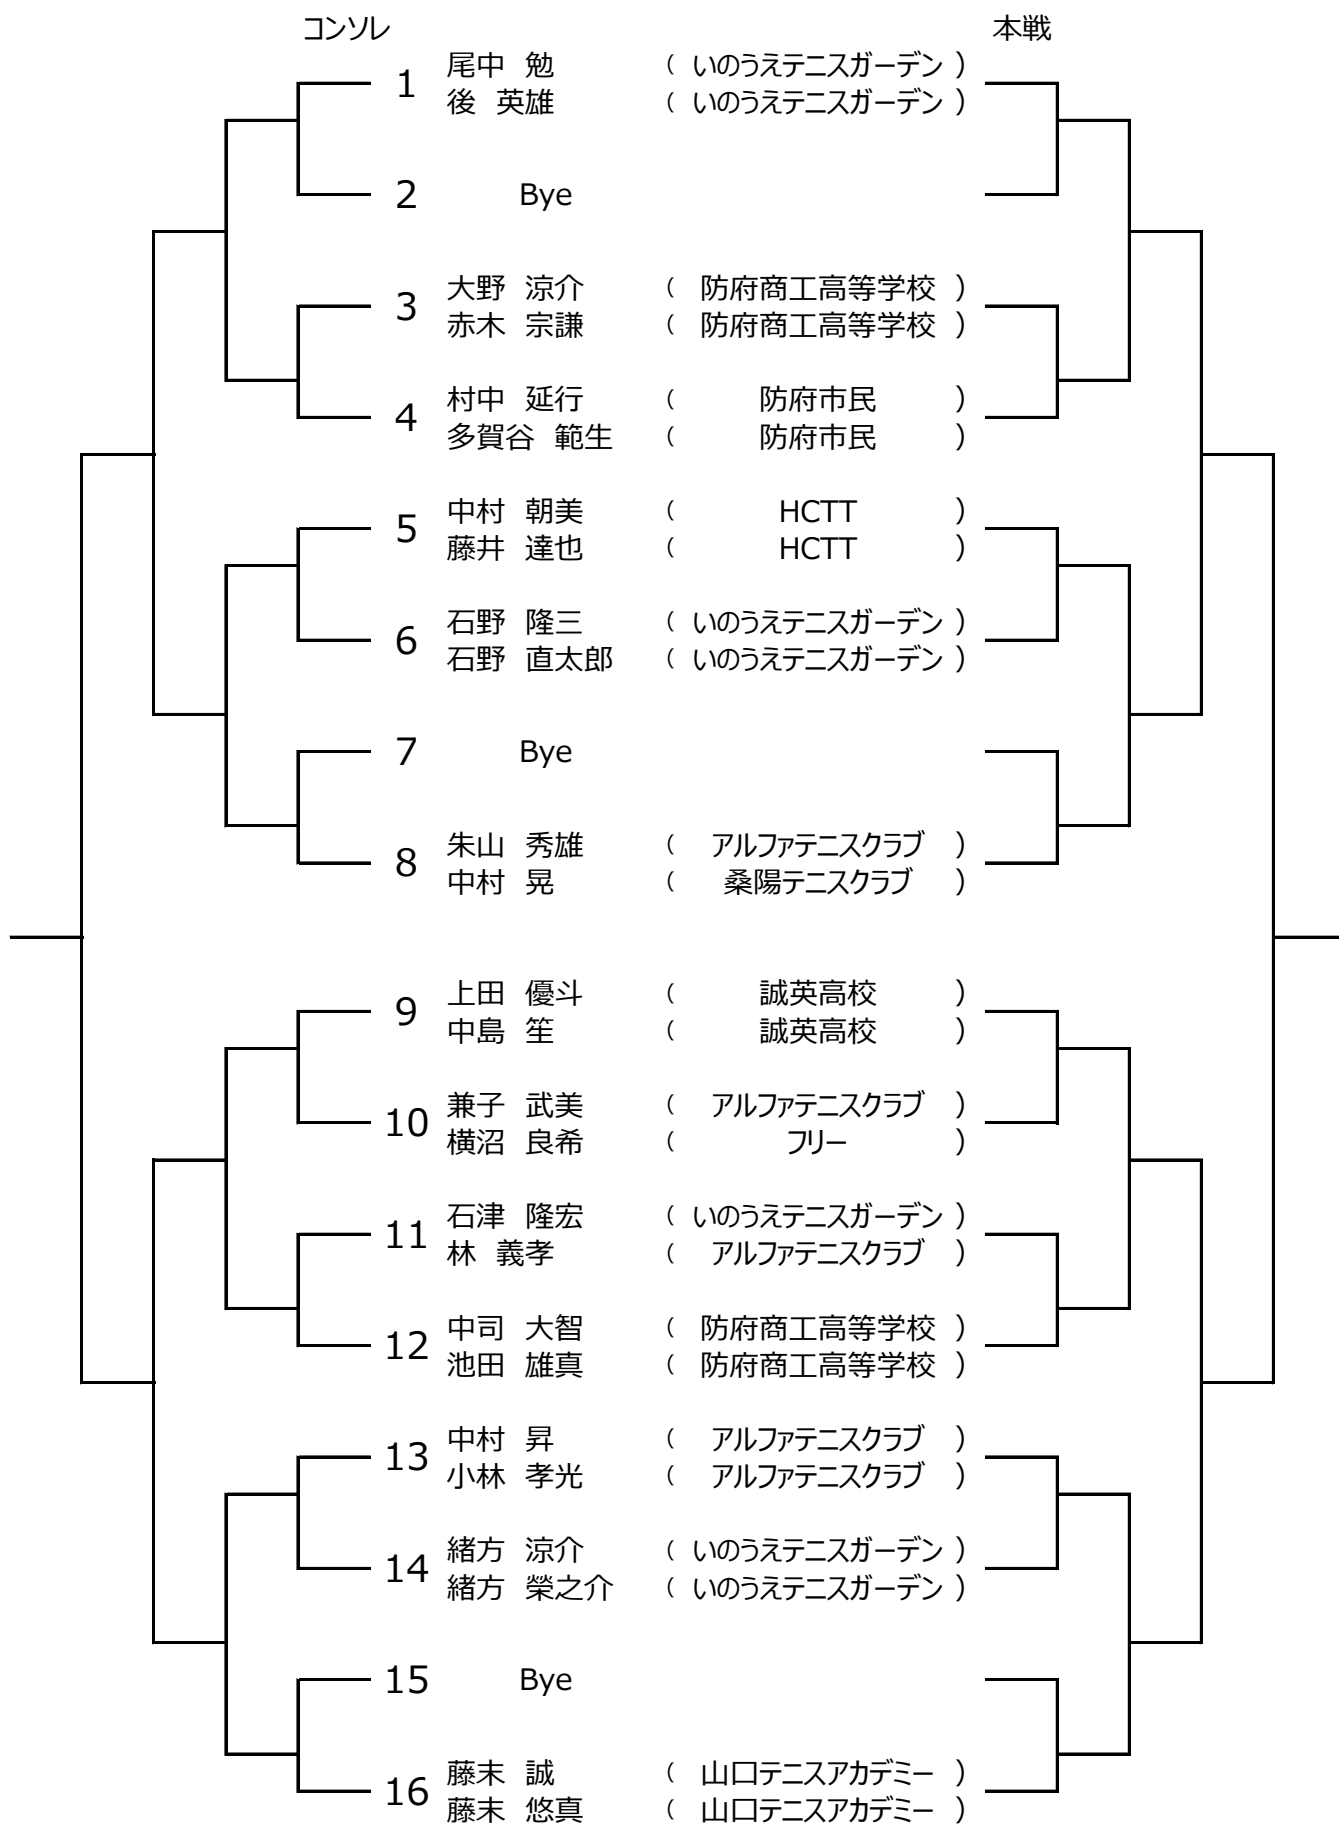 コンソレ 本戦
1 尾中 勉 ( いのうえテニスガーデン )
後 英雄 ( いのうえテニスガーデン )
2 Bye
3 大野 涼介 ( 防府商工高等学校 )
赤木 宗謙 ( 防府商工高等学校 )
4 村中 延行 ( 防府市民 )
多賀谷 範生 ( 防府市民 )
5 中村 朝美 ( HCTT )
藤井 達也 ( HCTT )
6 石野 隆三 ( いのうえテニスガーデン )
石野 直太郎 ( いのうえテニスガーデン )
7 Bye
8 朱山 秀雄 ( アルファテニスクラブ )
中村 晃 ( 桑陽テニスクラブ )
9 上田 優斗 ( 誠英高校 )
中島 笙 ( 誠英高校 )
10 兼子 武美 ( アルファテニスクラブ )
横沼 良希 ( フリー )
11 石津 隆宏 ( いのうえテニスガーデン )
林 義孝 ( アルファテニスクラブ )
12 中司 大智 ( 防府商工高等学校 )
池田 雄真 ( 防府商工高等学校 )
13 中村 昇 ( アルファテニスクラブ )
小林 孝光 ( アルファテニスクラブ )
14 緒方 涼介 ( いのうえテニスガーデン )
緒方 榮之介 ( いのうえテニスガーデン )
15 Bye
16 藤末 誠 ( 山口テニスアカデミー )
藤末 悠真 ( 山口テニスアカデミー )